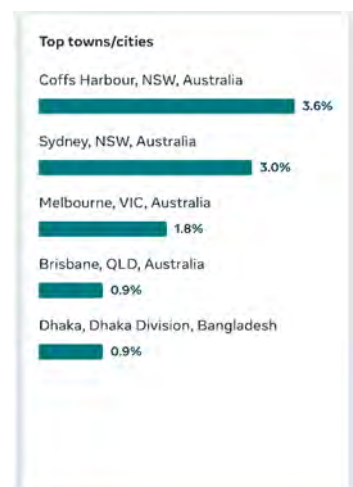 Top towns/cities
Coffs Harbour, NSW, Australia
3.6%
Sydney, NSW, Australia
3.0%
Melbourne, VIC, Australia
1.8%
Brisbane, QLD, Australia
0.9%
Dhaka, Dhaka Division, Bangladesh
0.9%